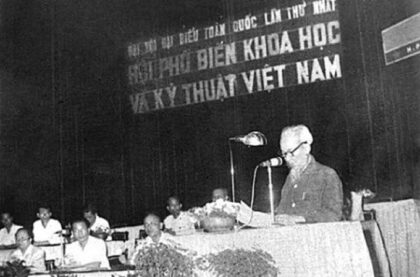 ĐẠI HỘI ĐẠI BIỂU TOÀN QUỐC LẦN THỨ NHẤT
HỘI PHỔ BIẾN KHOA HỌC
VÀ KỸ THUẬT VIỆT NAM